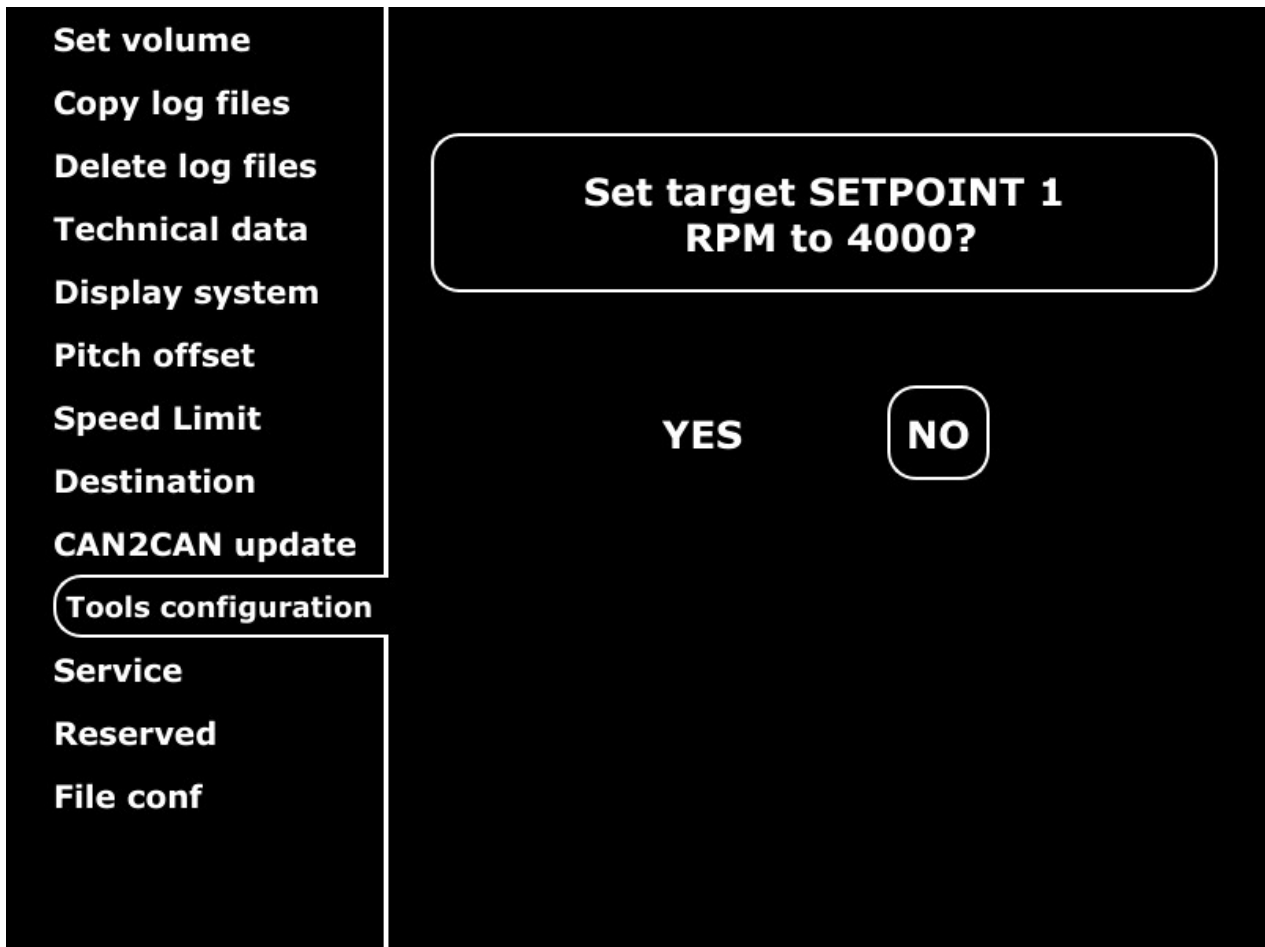 Set volume
Copy log files
Delete log files
Technical data
Display system
Pitch offset
Speed Limit
Destination
CAN2CAN update
Tools configuration
Service
Reserved
File conf
Set target SETPOINT 1
RPM to 4000?
YES NO